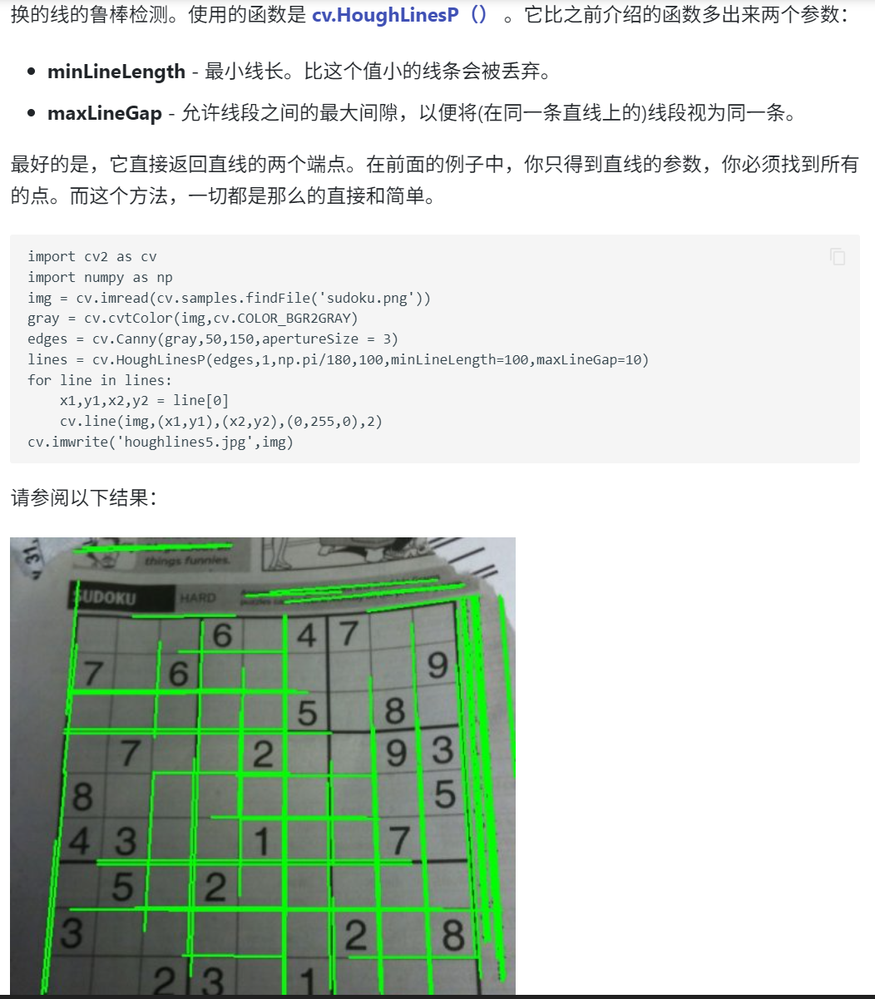 换的线的鲁棒检测。使用的函数是 cv.HoughLinesP（） 。它比之前介绍的函数多出来两个参数：
• minLineLength - 最小线长。比这个值小的线条会被丢弃。
• maxLineGap - 允许线段之间的最大间隙，以便将(在同一条直线上的)线段视为同一条。
最好的是，它直接返回直线的两个端点。在前面的例子中，你只得到直线的参数，你必须找到所有
的点。而这个方法，一切都是那么的直接和简单。
import cv2 as cv
import numpy as np
img = cv.imread(cv.samples.findFile('sudoku.png'))
gray = cv.cvtColor(img,cv.COLOR_BGR2GRAY)
edges = cv.Canny(gray,50,150,apertureSize = 3)
lines = cv.HoughLinesP(edges,1,np.pi/180,100,minLineLength=100,maxLineGap=10)
for line in lines:
    x1,y1,x2,y2 = line[0]
    cv.line(img,(x1,y1),(x2,y2),(0,255,0),2)
cv.imwrite('houghlines5.jpg',img)
请参阅以下结果：
31,
things funnies.
SUDOKU HARD
6 4 7
7 6 9
5 8
7 2 9 3
8 5
4 3 1 7
5 2
3 2 8
2 3 1